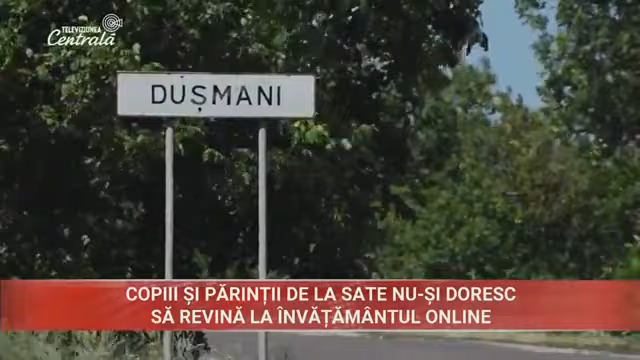 TELEVIZIUNEA
Centrală
DUȘMANI
COPIII ȘI PĂRINȚII DE LA SATE NU-ȘI DORESC
SĂ REVINĂ LA ÎNVĂȚĂMÂNTUL ONLINE